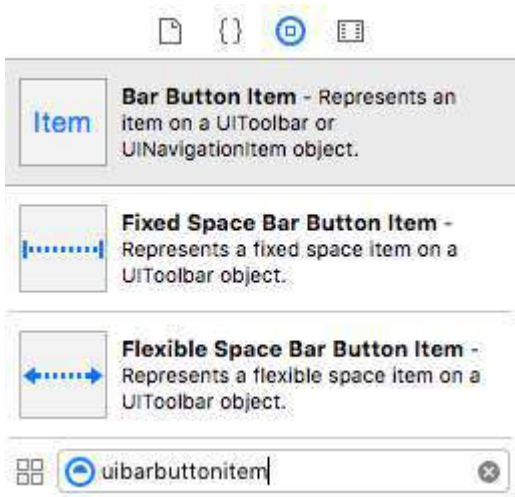 {}
Item
Bar Button Item - Represents an
item on a UIToolbar or
UINavigationItem object.
Fixed Space Bar Button Item -
Represents a fixed space item on a
UIToolbar object.
Flexible Space Bar Button Item -
Represents a flexible space item on a
UIToolbar object.
uibarbuttonitem